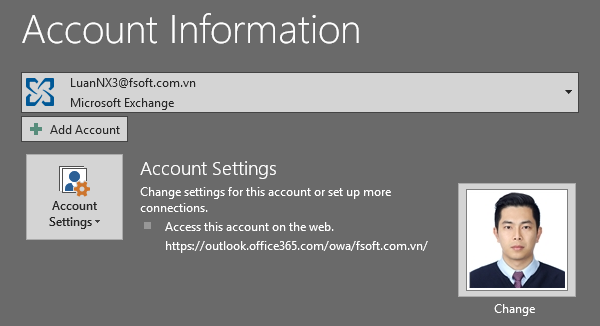 Account Information
LuanNX3@fsoft.com.vn
Microsoft Exchange
Add Account
Account Settings
Account Settings
Change settings for this account or set up more
connections.
Access this account on the web.
https://outlook.office365.com/owa/fsoft.com.vn/
Change